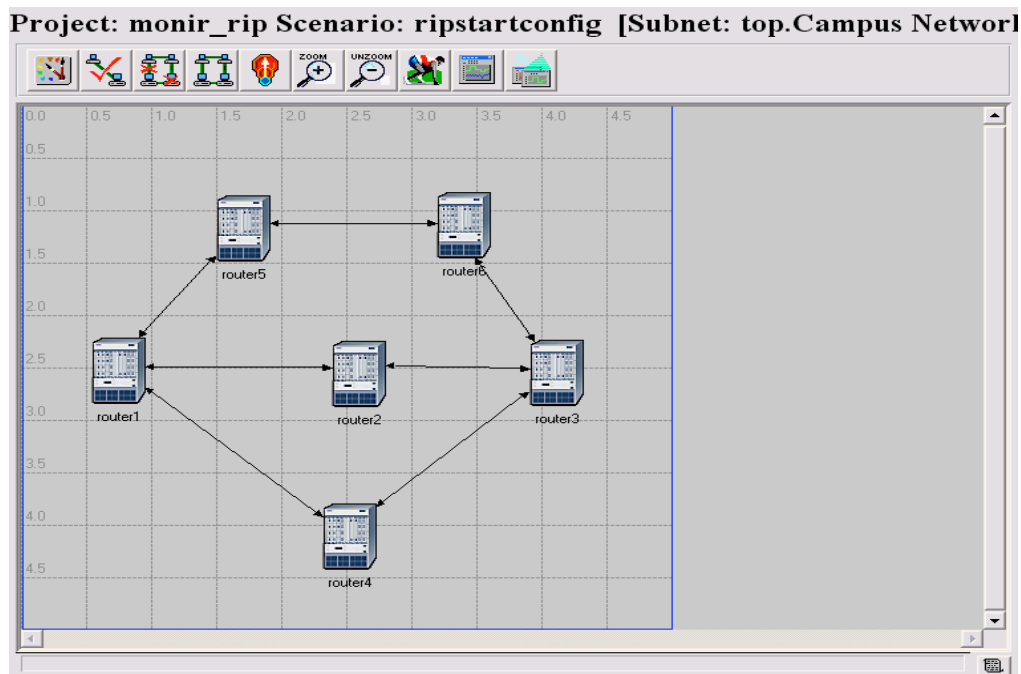 Project: monir_rip Scenario: ripstartconfig [Subnet: top.Campus Network
ZOOM UNZOOM
0.0 0.5 1.0 1.5 2.0 2.5 3.0 3.5 4.0 4.5
0.5
1.0
1.5
router5 router6
2.0
2.5
3.0
router1 router2 router3
3.5
4.0
4.5
router4